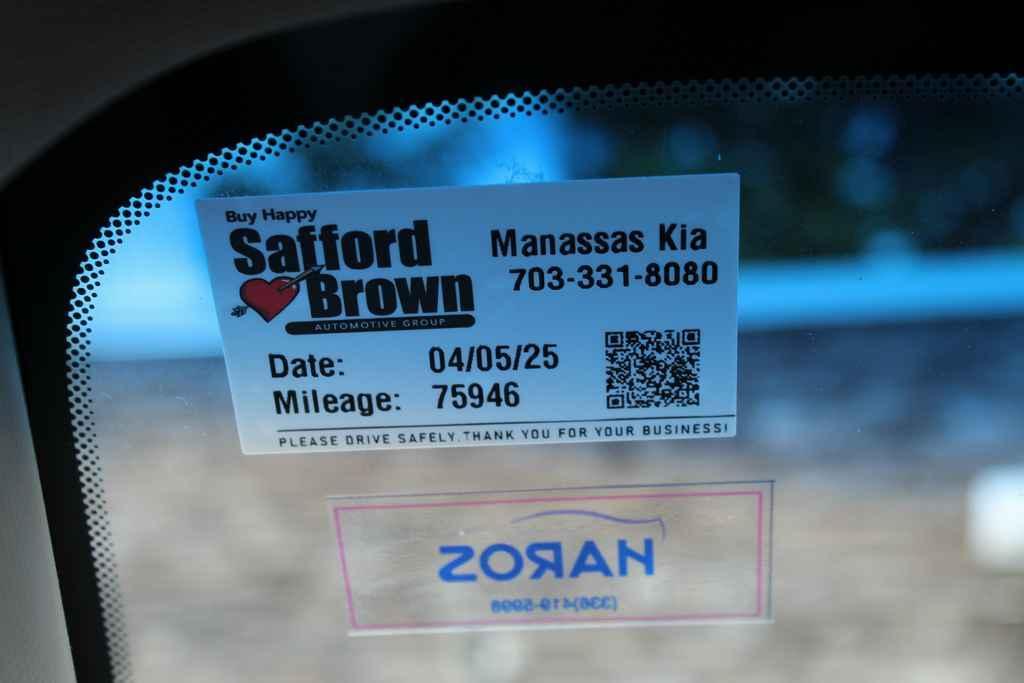 Buy Happy
Safford
Brown
AUTOMOTIVE GROUP
Manassas Kia
703-331-8080
Date: 04/05/25
Mileage: 75946
PLEASE DRIVE SAFELY.THANK YOU FOR YOUR BUSINESS!
NAROZ